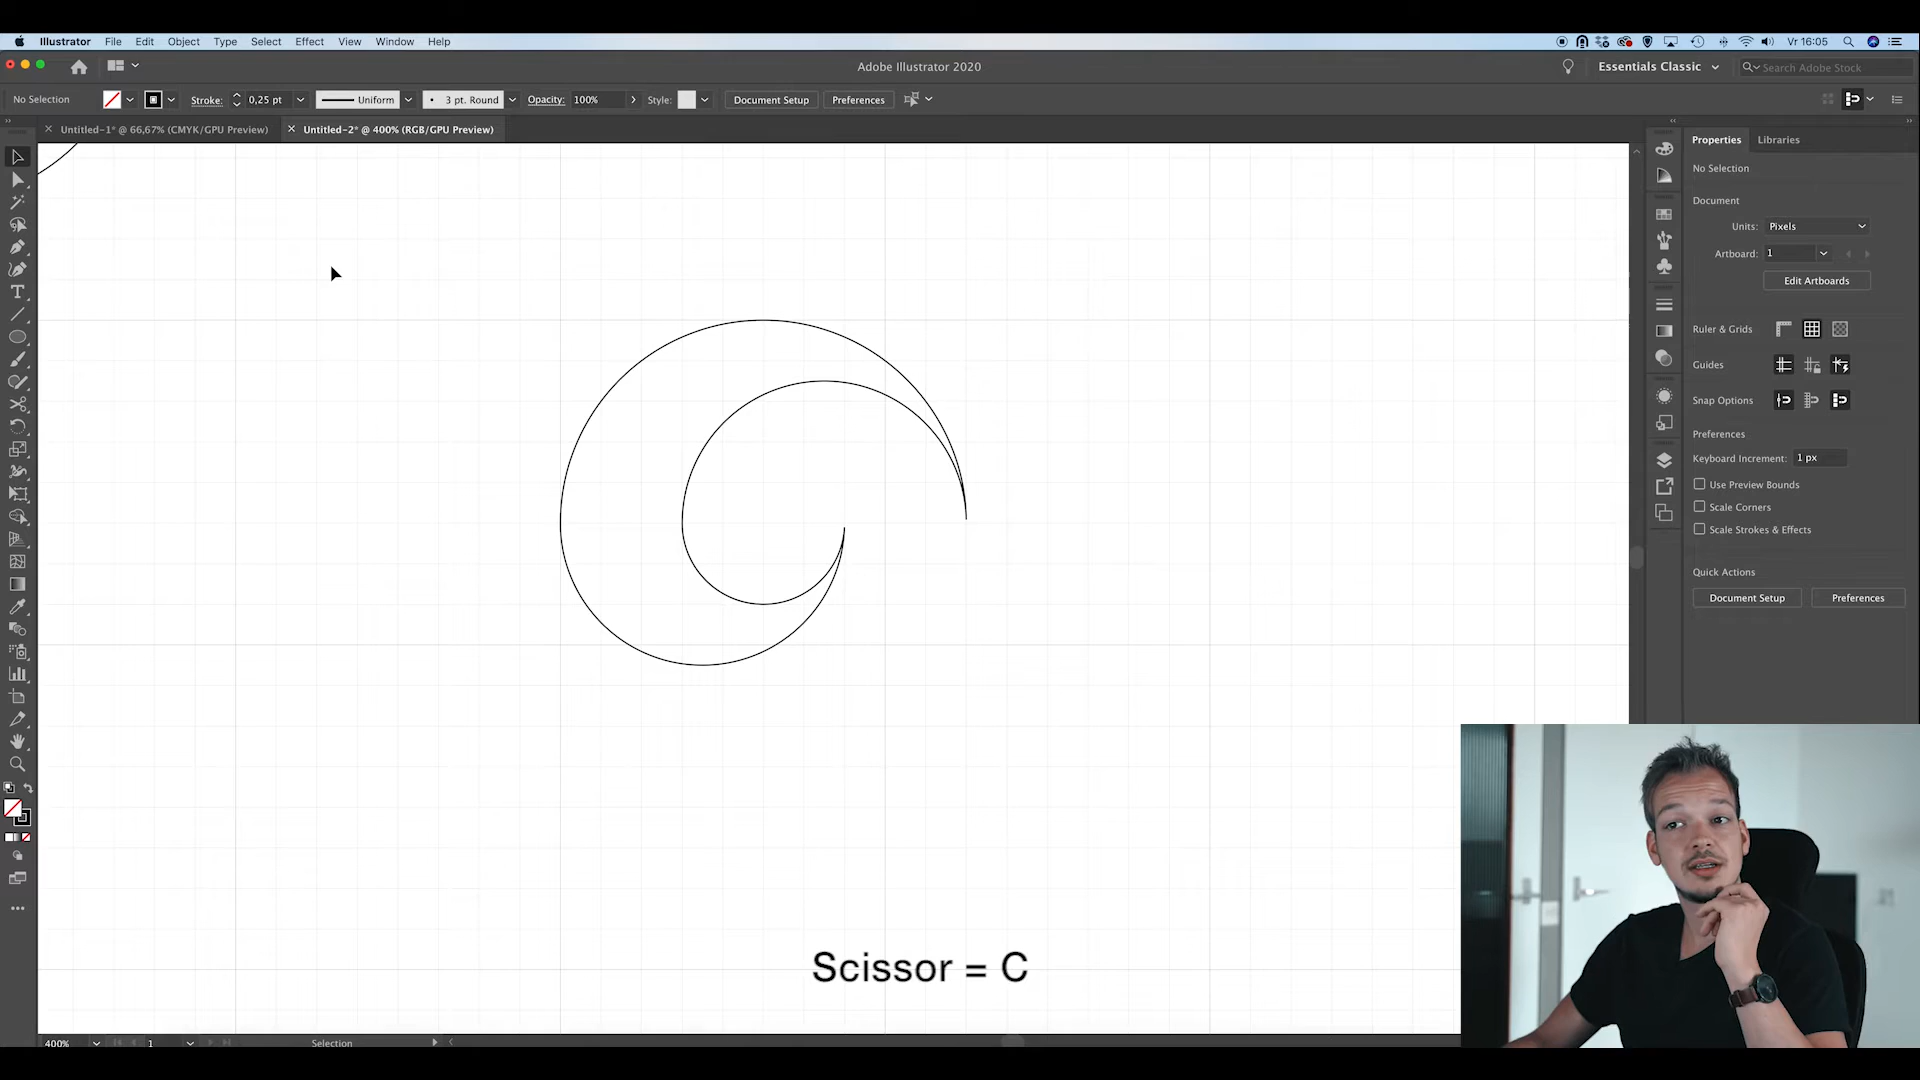 Illustrator File Edit Object Type Select Effect View Window Help
Vr 16:05
Adobe Illustrator 2020
Essentials Classic
Search Adobe Stock
No Selection
Stroke: 0,25 pt
Uniform
3 pt. Round
Opacity: 100%
Style:
Document Setup
Preferences
Untitled-1* @ 66,67% (CMYK/GPU Preview)
Untitled-2* @ 400% (RGB/GPU Preview)
Properties
Libraries
No Selection
Document
Units: Pixels
Artboard: 1
Edit Artboards
Ruler & Grids
Guides
Snap Options
Preferences
Keyboard Increment: 1 px
Use Preview Bounds
Scale Corners
Scale Strokes & Effects
Quick Actions
Document Setup
Preferences
Scissor = C
400%
1
Selection